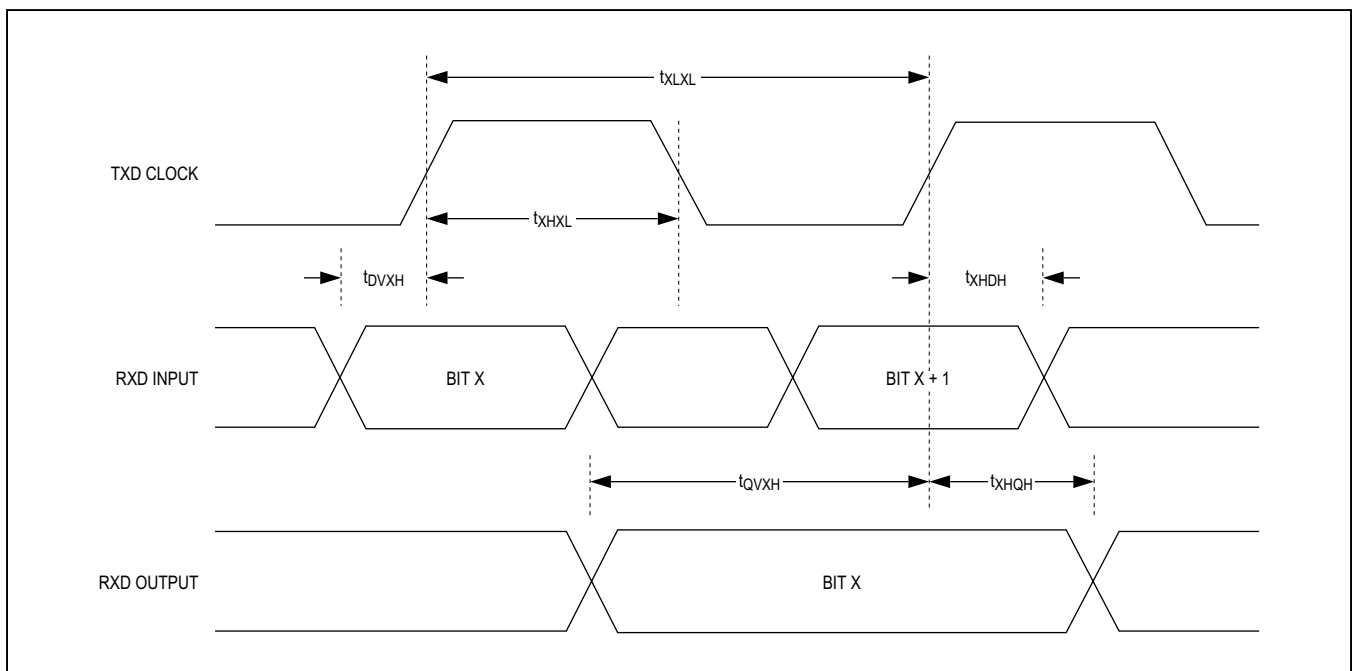 tXLXL
TXD CLOCK
tXHXL
tDVXH
tXHDH
RXD INPUT
BIT X
BIT X + 1
tQVXH
tXHQH
RXD OUTPUT
BIT X